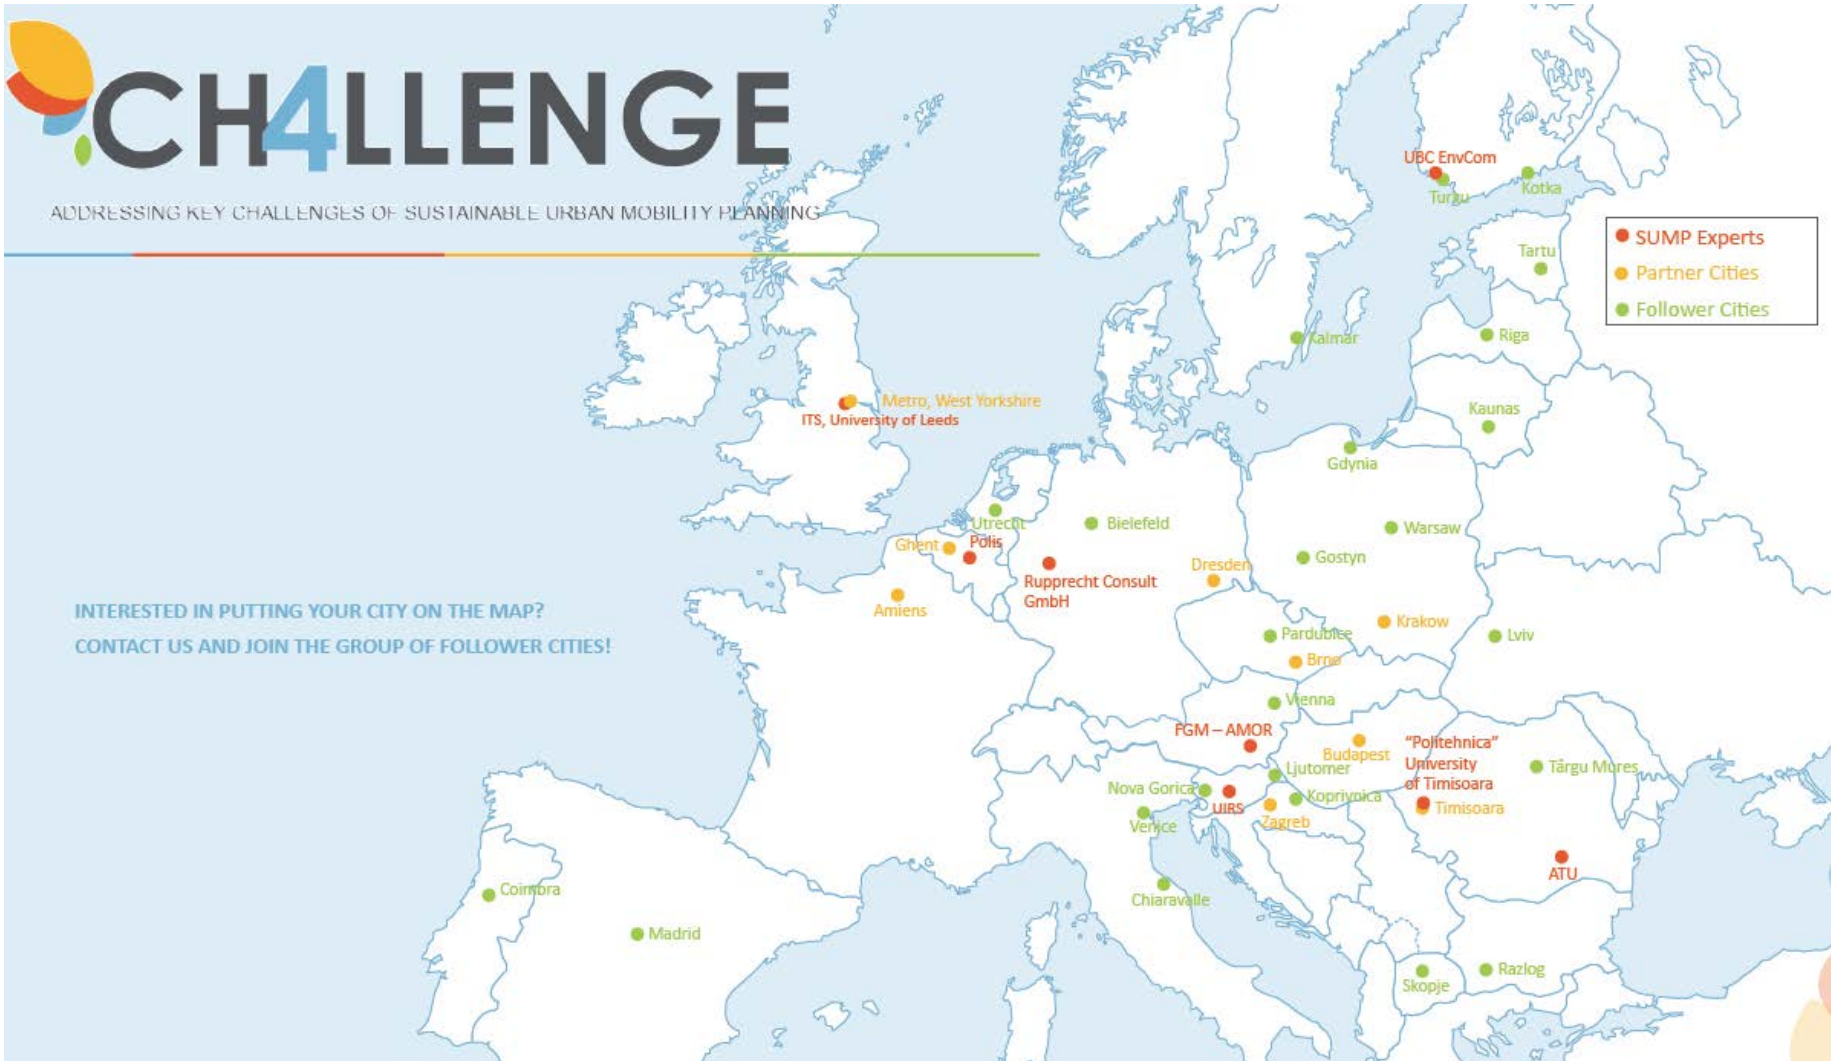 CH4LLENGE
ADDRESSING KEY CHALLENGES OF SUSTAINABLE URBAN MOBILITY PLANNING
UBC EnvCom
Turku
Kotka
SUMP Experts
Partner Cities
Follower Cities
Tartu
Riga
Kalmar
Metro, West Yorkshire
ITS, University of Leeds
Kaunas
Gdynia
Utrecht
Bielefeld
Warsaw
Ghent
Polis
Gostyn
Dresden
Rupprecht Consult
GmbH
Amiens
INTERESTED IN PUTTING YOUR CITY ON THE MAP?
CONTACT US AND JOIN THE GROUP OF FOLLOWER CITIES!
Krakow
Pardubice
Lviv
Brno
Vienna
FGM – AMOR
Budapest
"Politehnica"
University
of Timisoara
Ljutomer
Târgu Mures
Nova Gorica
Koprivnica
UIRS
Timisoara
Zagreb
Venice
ATU
Coimbra
Chiaravalle
Madrid
Razlog
Skopje